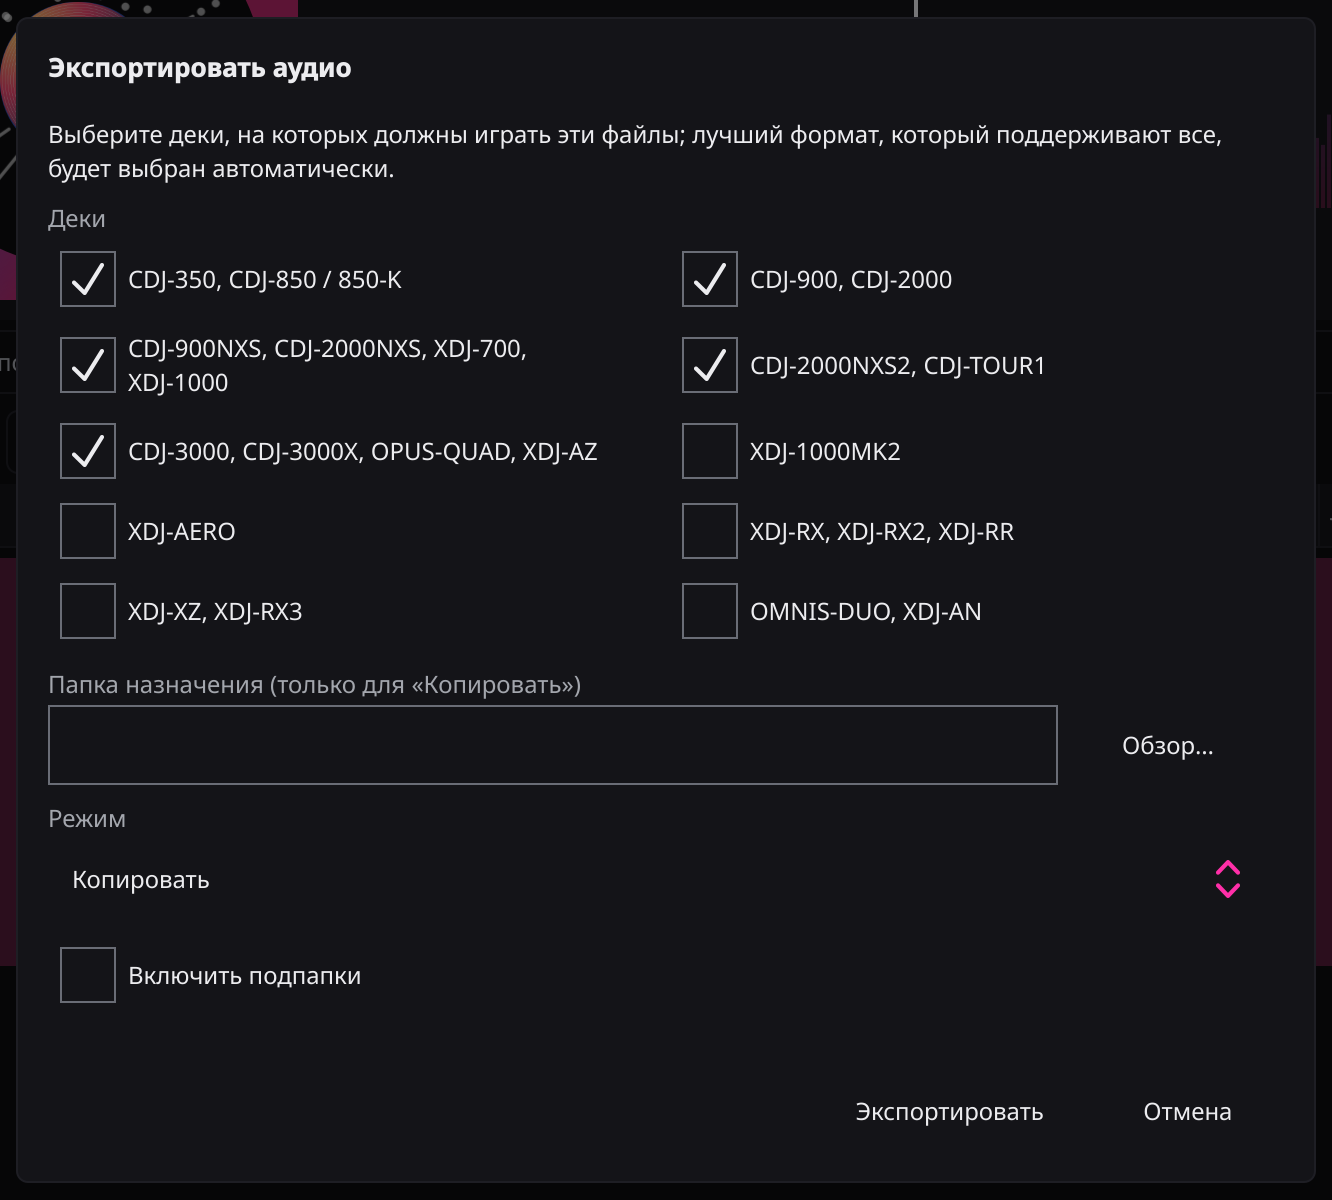 Экспортировать аудио
Выберите деки, на которых должны играть эти файлы; лучший формат, который поддерживают все,
будет выбран автоматически.
Деки
CDJ-350, CDJ-850 / 850-K
CDJ-900, CDJ-2000
CDJ-900NXS, CDJ-2000NXS, XDJ-700,
XDJ-1000
CDJ-2000NXS2, CDJ-TOUR1
CDJ-3000, CDJ-3000X, OPUS-QUAD, XDJ-AZ
XDJ-1000MK2
XDJ-AERO
XDJ-RX, XDJ-RX2, XDJ-RR
XDJ-XZ, XDJ-RX3
OMNIS-DUO, XDJ-AN
Папка назначения (только для «Копировать»)
Обзор...
Режим
Копировать
Включить подпапки
Экспортировать
Отмена